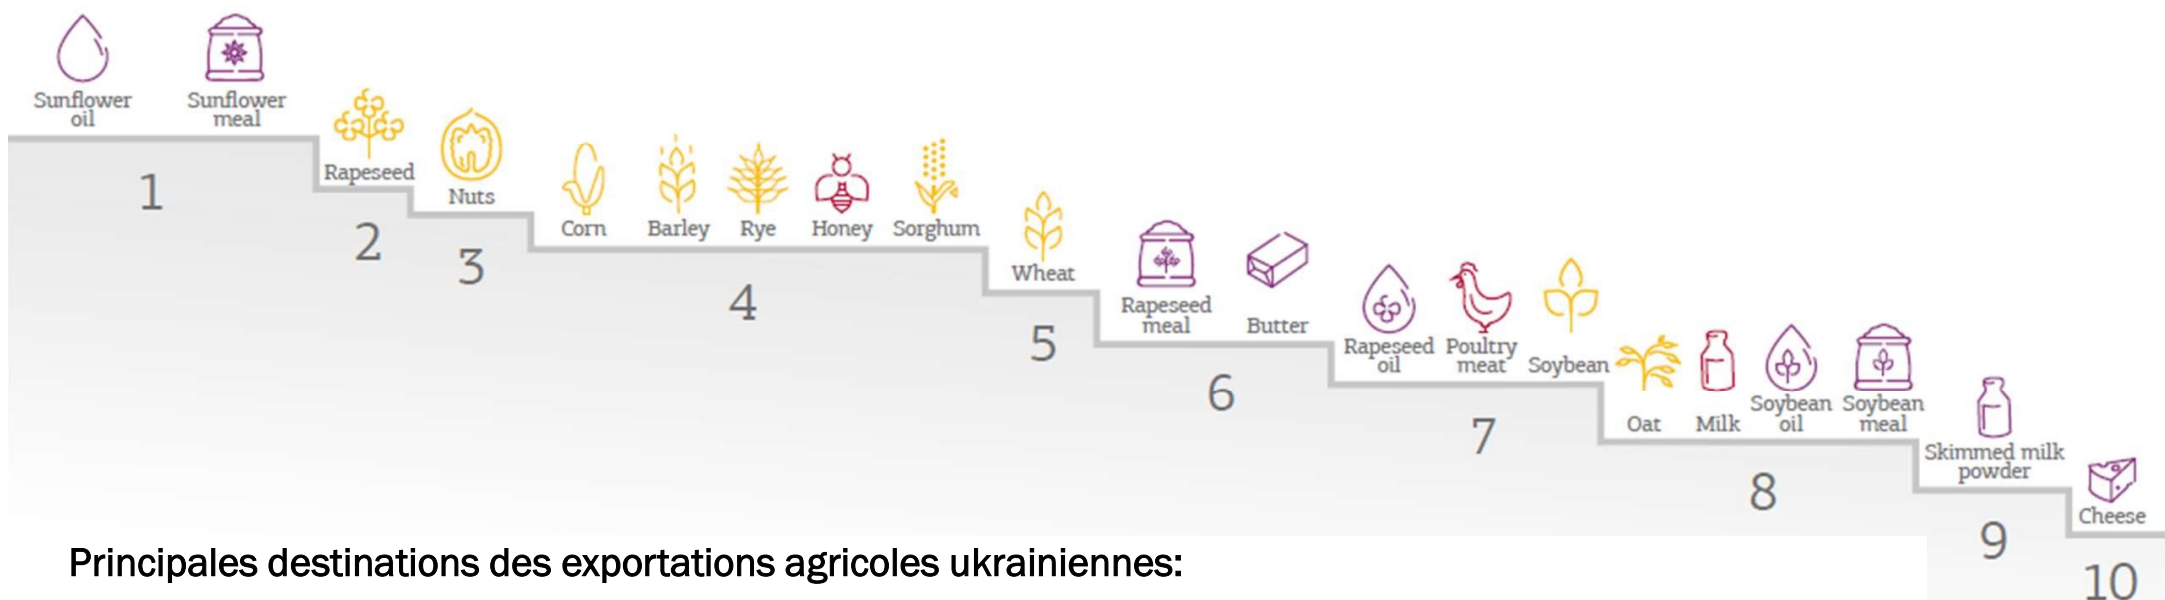 Sunflower
oil
Sunflower
meal
1
Rapeseed
2
Nuts
3
Corn
Barley
Rye
Honey
Sorghum
4
Wheat
5
Rapeseed
meal
Butter
6
Rapeseed
oil
Poultry
meat
Soybean
7
Oat
Milk
Soybean
oil
Soybean
meal
8
Skimmed milk
powder
9
Cheese
10
Principales destinations des exportations agricoles ukrainiennes: